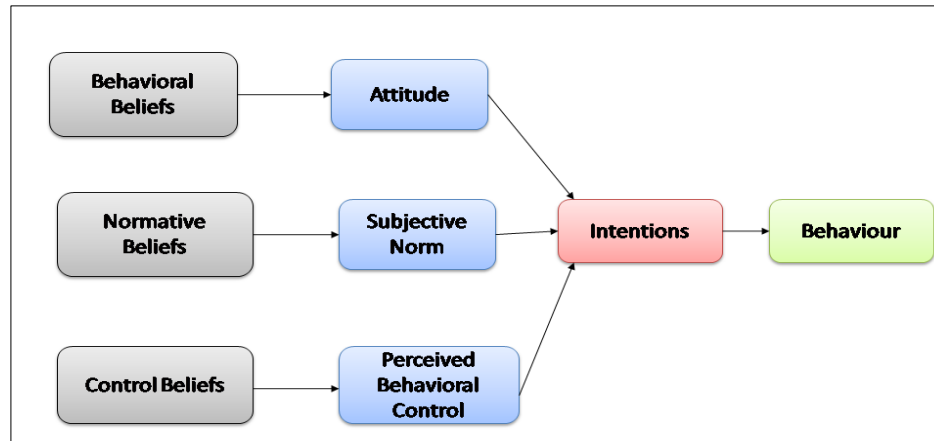 Behavioral
Beliefs
Attitude
Normative
Beliefs
Subjective
Norm
Intentions
Behaviour
Control Beliefs
Perceived
Behavioral
Control